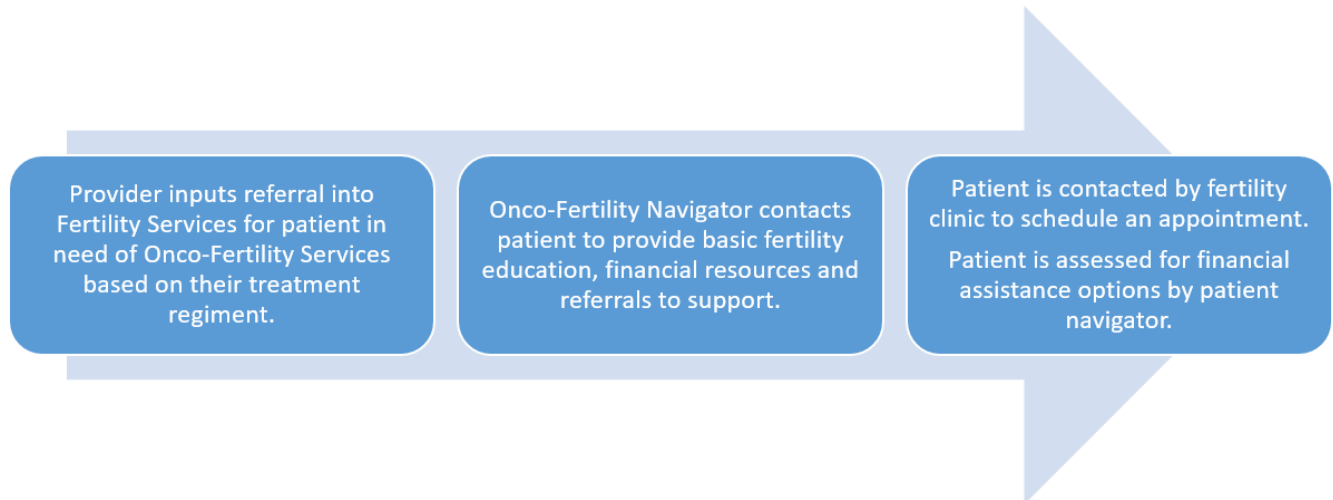 Provider inputs referral into
Fertility Services for patient in
need of Onco-Fertility Services
based on their treatment
regiment.
Onco-Fertility Navigator contacts
patient to provide basic fertility
education, financial resources and
referrals to support.
Patient is contacted by fertility
clinic to schedule an appointment.
Patient is assessed for financial
assistance options by patient
navigator.